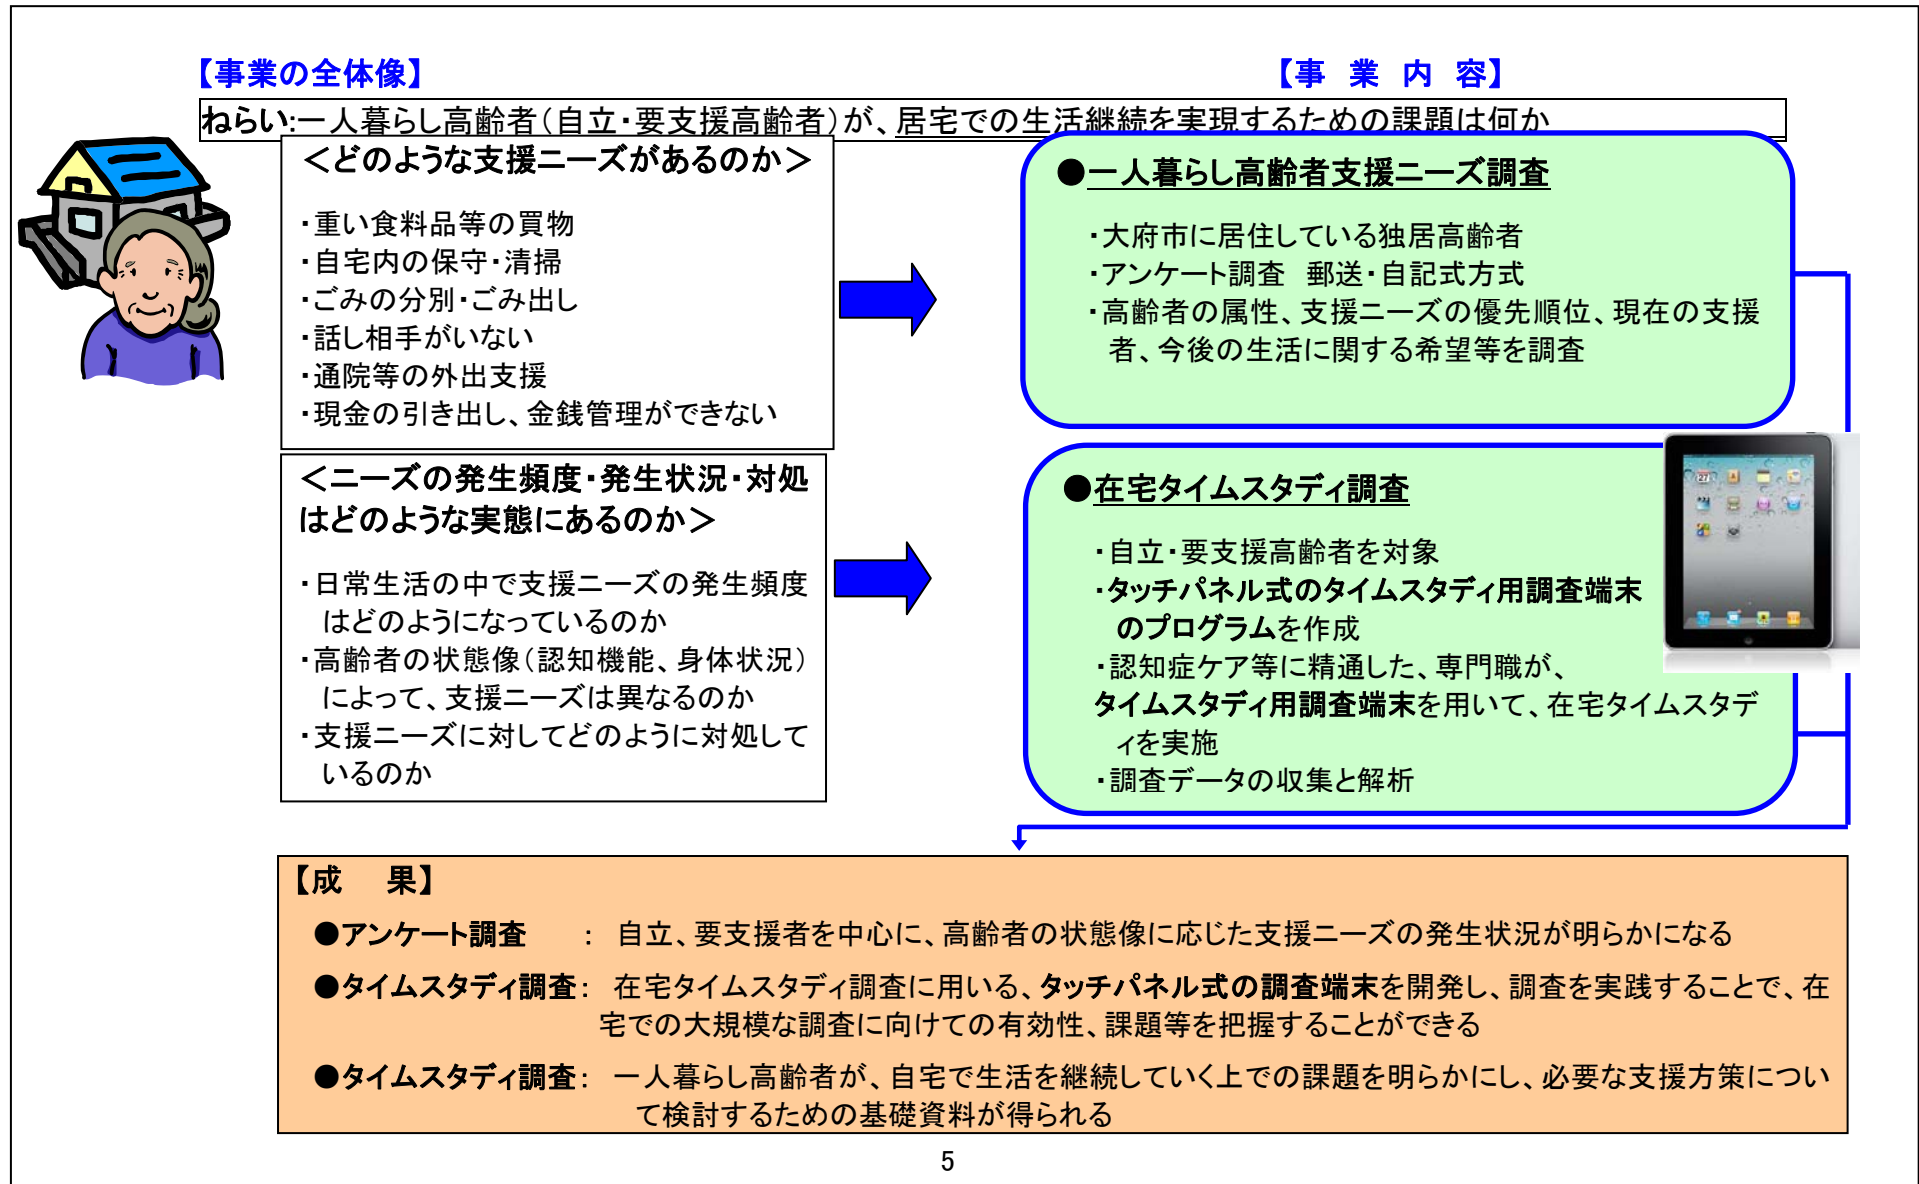 【事業の全体像】
【事 業 内 容】
ねらい:一人暮らし高齢者(自立・要支援高齢者)が、居宅での生活継続を実現するための課題は何か
＜どのような支援ニーズがあるのか＞
・重い食料品等の買物
・自宅内の保守・清掃
・ごみの分別・ごみ出し
・話し相手がいない
・通院等の外出支援
・現金の引き出し、金銭管理ができない
●一人暮らし高齢者支援ニーズ調査
・大府市に居住している独居高齢者
・アンケート調査 郵送・自記式方式
・高齢者の属性、支援ニーズの優先順位、現在の支援
者、今後の生活に関する希望等を調査
＜ニーズの発生頻度・発生状況・対処
はどのような実態にあるのか＞
・日常生活の中で支援ニーズの発生頻度
はどのようになっているのか
・高齢者の状態像(認知機能、身体状況)
によって、支援ニーズは異なるのか
・支援ニーズに対してどのように対処して
いるのか
●在宅タイムスタディ調査
・自立・要支援高齢者を対象
・タッチパネル式のタイムスタディ用調査端末
のプログラムを作成
・認知症ケア等に精通した、専門職が、
タイムスタディ用調査端末を用いて、在宅タイムスタデ
ィを実施
・調査データの収集と解析
【成 果】
●アンケート調査 : 自立、要支援者を中心に、高齢者の状態像に応じた支援ニーズの発生状況が明らかになる
●タイムスタディ調査: 在宅タイムスタディ調査に用いる、タッチパネル式の調査端末を開発し、調査を実践することで、在
宅での大規模な調査に向けての有効性、課題等を把握することができる
●タイムスタディ調査: 一人暮らし高齢者が、自宅で生活を継続していく上での課題を明らかにし、必要な支援方策につい
て検討するための基礎資料が得られる
5